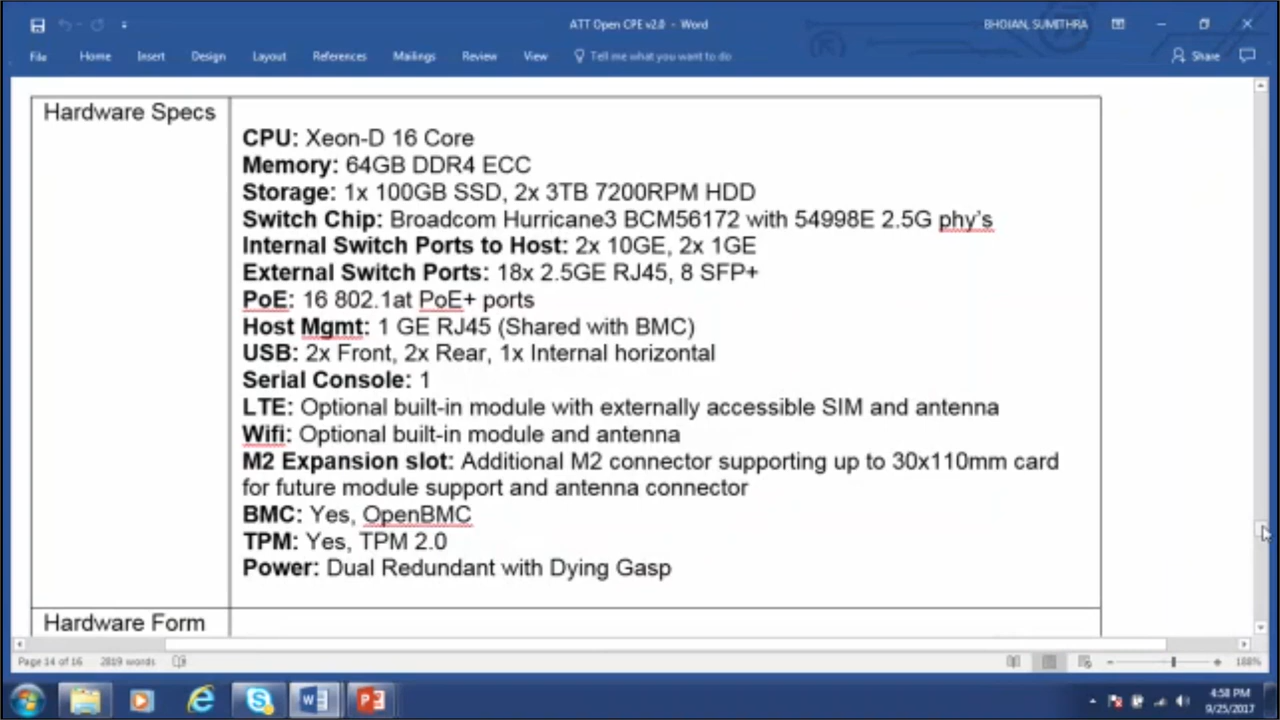 ATT Open CPE v2.0 - Word
BHOJAN, SUMITHRA
File Home Insert Design Layout References Mailings Review View Tell me what you want to do Share
Hardware Specs
CPU: Xeon-D 16 Core
Memory: 64GB DDR4 ECC
Storage: 1x 100GB SSD, 2x 3TB 7200RPM HDD
Switch Chip: Broadcom Hurricane3 BCM56172 with 54998E 2.5G phy's
Internal Switch Ports to Host: 2x 10GE, 2x 1GE
External Switch Ports: 18x 2.5GE RJ45, 8 SFP+
PoE: 16 802.1at PoE+ ports
Host Mgmt: 1 GE RJ45 (Shared with BMC)
USB: 2x Front, 2x Rear, 1x Internal horizontal
Serial Console: 1
LTE: Optional built-in module with externally accessible SIM and antenna
Wifi: Optional built-in module and antenna
M2 Expansion slot: Additional M2 connector supporting up to 30x110mm card
for future module support and antenna connector
BMC: Yes, OpenBMC
TPM: Yes, TPM 2.0
Power: Dual Redundant with Dying Gasp
Hardware Form
Page 14 of 16 2819 words 188%
4:58 PM
9/25/2017